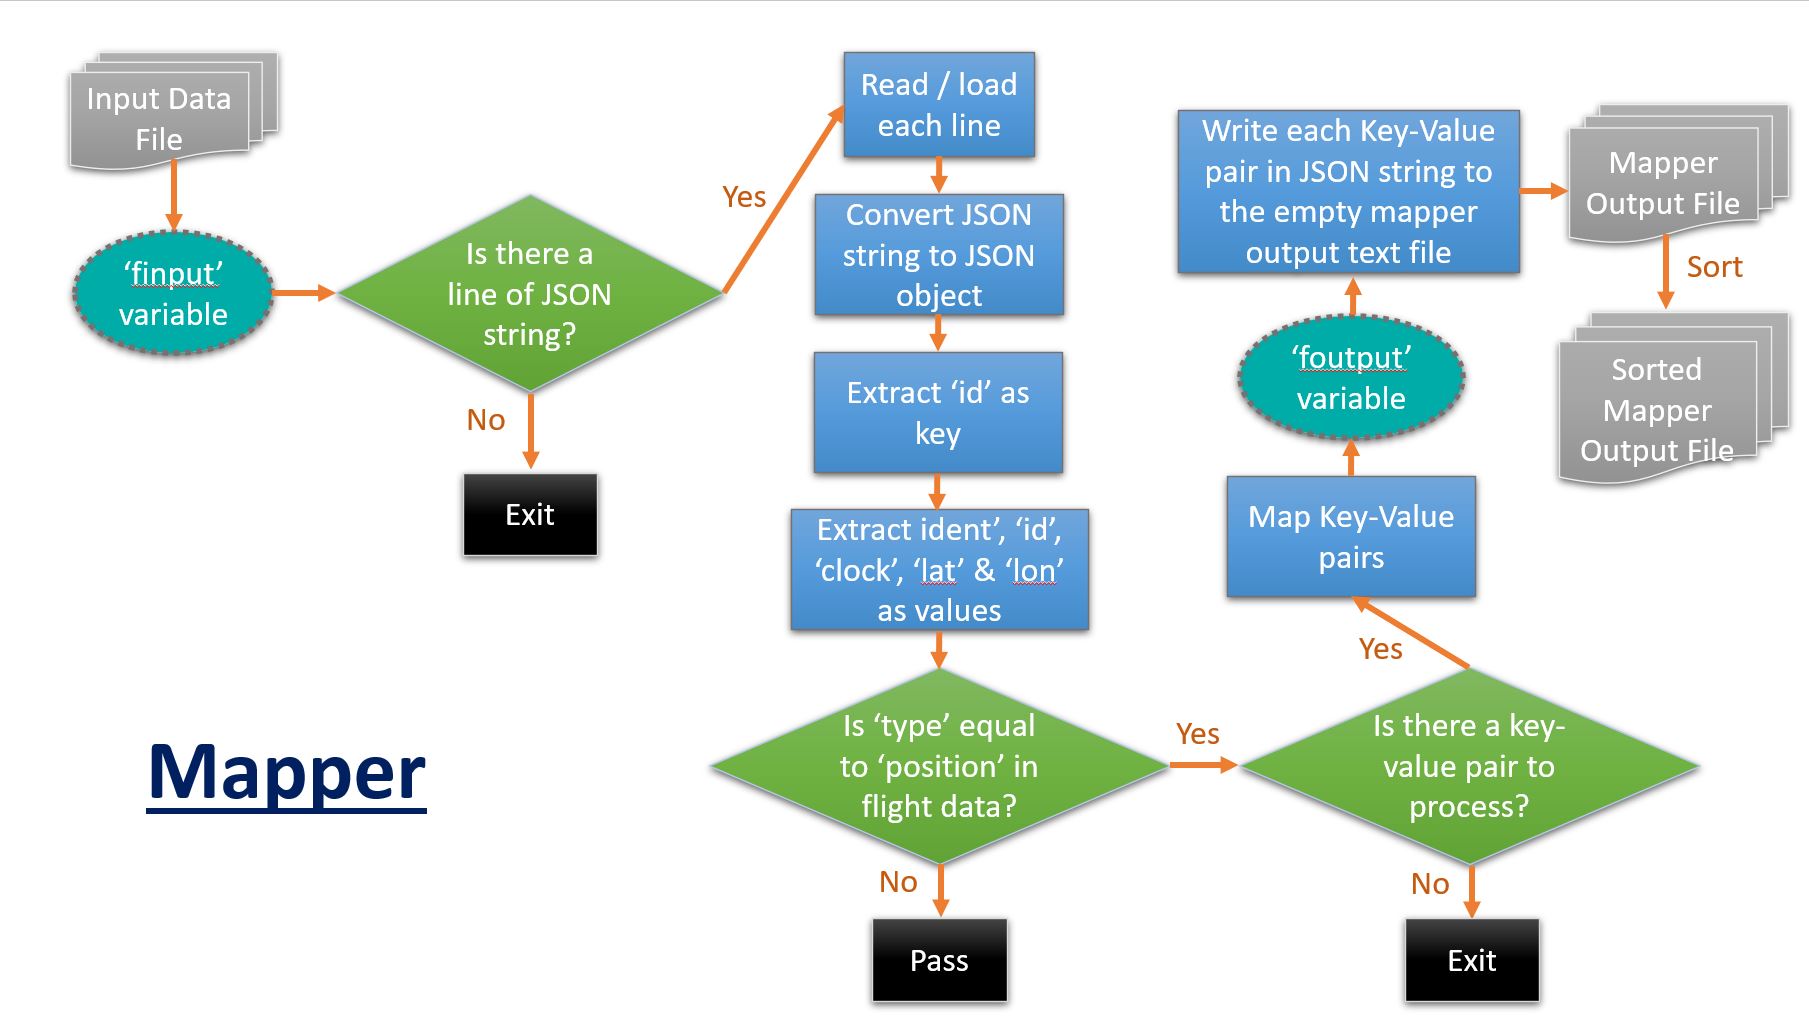 Input Data
File
‘finput’
variable
Is there a
line of JSON
string?
No
Exit
Yes
Read / load
each line
Convert JSON
string to JSON
object
Extract ‘id’ as
key
Extract ident’, ‘id’,
‘clock’, ‘lat’ & ‘lon’
as values
Is ‘type’ equal
to ‘position’ in
flight data?
No
Pass
Yes
Is there a key-
value pair to
process?
No
Exit
Yes
Map Key-Value
pairs
‘foutput’
variable
Write each Key-Value
pair in JSON string to
the empty mapper
output text file
Mapper
Output File
Sort
Sorted
Mapper
Output File
Mapper